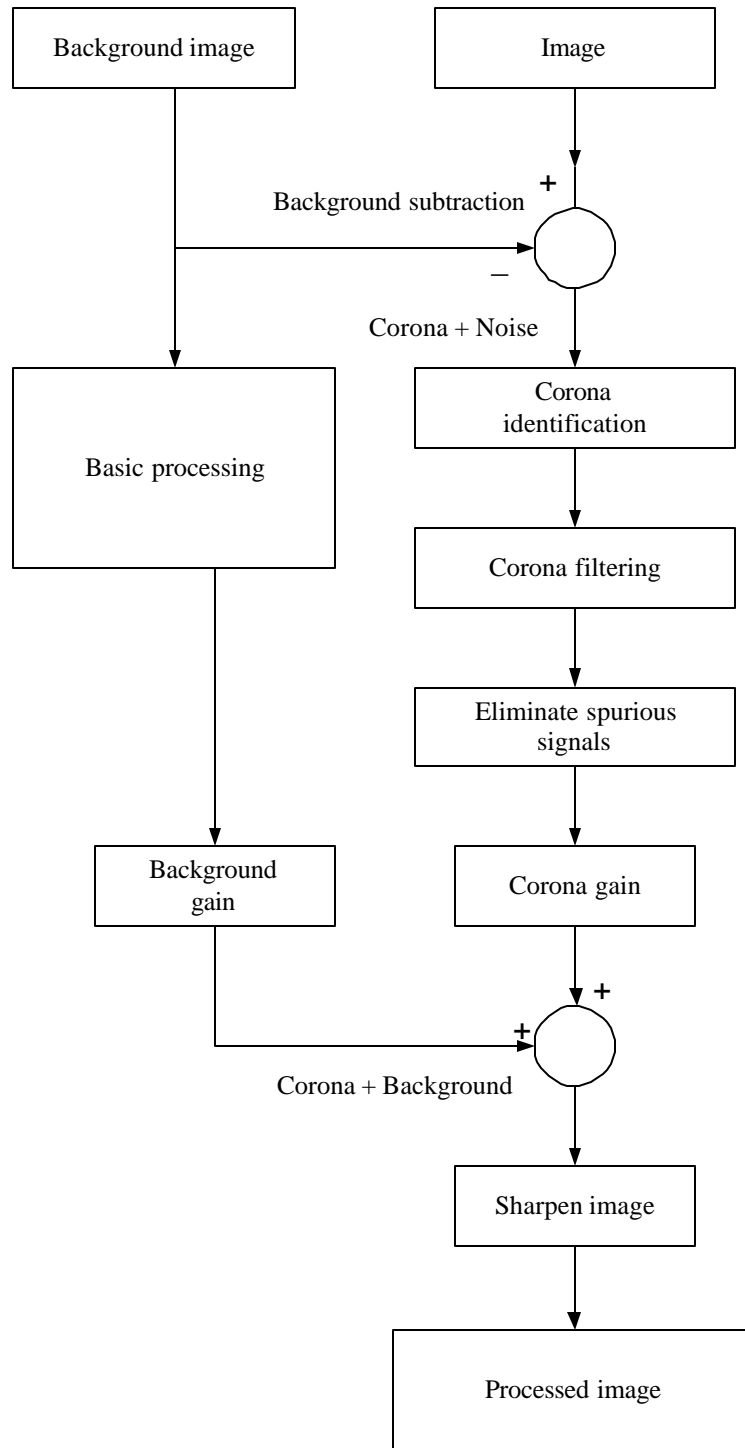 Background image
Image
+
Background subtraction
–
Corona + Noise
Corona
identification
Basic processing
Corona filtering
Eliminate spurious
signals
Background
gain
Corona gain
+
+
Corona + Background
Sharpen image
Processed image